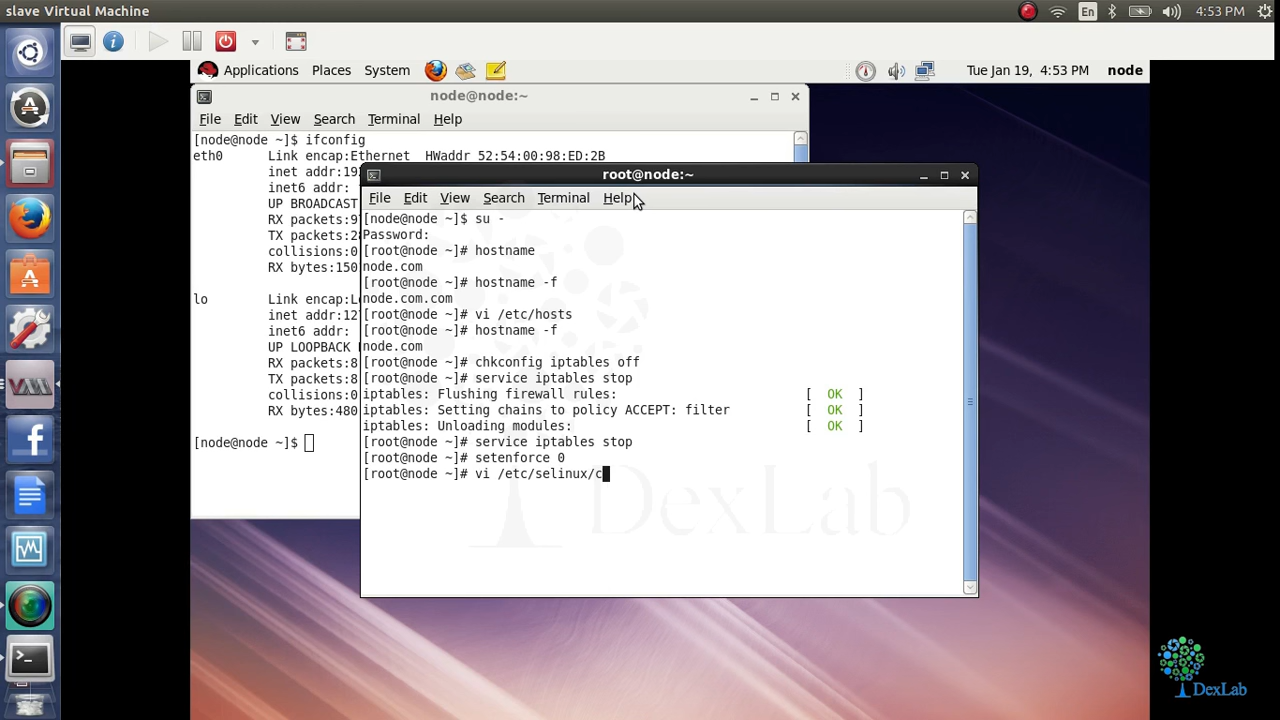 slave Virtual Machine
En
4:53 PM
Applications
Places
System
Tue Jan 19, 4:53 PM
node
node@node:~
File Edit View Search Terminal Help
[node@node ~]$ ifconfig
eth0 Link encap:Ethernet HWaddr 52:54:00:98:ED:2B
inet addr:19
inet6 addr:
UP BROADCAST
RX packets:9
TX packets:2
collisions:0
RX bytes:150
lo
inet addr:12
inet6 addr:
UP LOOPBACK
RX packets:8
TX packets:8
collisions:0
RX bytes:480
[node@node ~]$
root@node:~
File Edit View Search Terminal Help
[node@node ~]$ su -
Password:
[root@node ~]# hostname
node.com
[root@node ~]# hostname -f
node.com.com
[root@node ~]# vi /etc/hosts
[root@node ~]# hostname -f
node.com
[root@node ~]# chkconfig iptables off
[root@node ~]# service iptables stop
iptables: Flushing firewall rules: [ OK ]
iptables: Setting chains to policy ACCEPT: filter [ OK ]
iptables: Unloading modules: [ OK ]
[root@node ~]# service iptables stop
[root@node ~]# setenforce 0
[root@node ~]# vi /etc/selinux/c
DexLab
DexLab